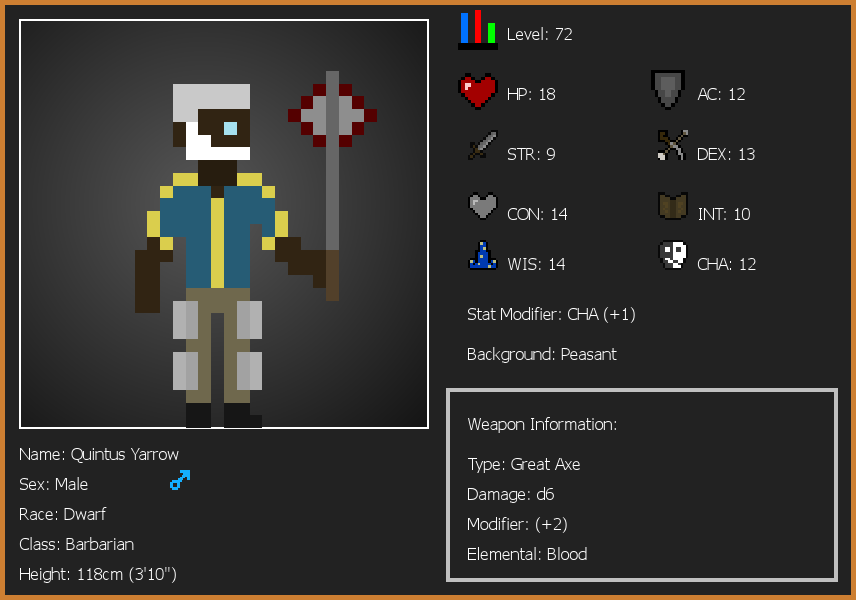 Level: 72
HP: 18
AC: 12
STR: 9
DEX: 13
CON: 14
INT: 10
WIS: 14
CHA: 12
Stat Modifier: CHA (+1)
Background: Peasant
Weapon Information:
Type: Great Axe
Damage: d6
Modifier: (+2)
Elemental: Blood
Name: Quintus Yarrow
Sex: Male
Race: Dwarf
Class: Barbarian
Height: 118cm (3'10")